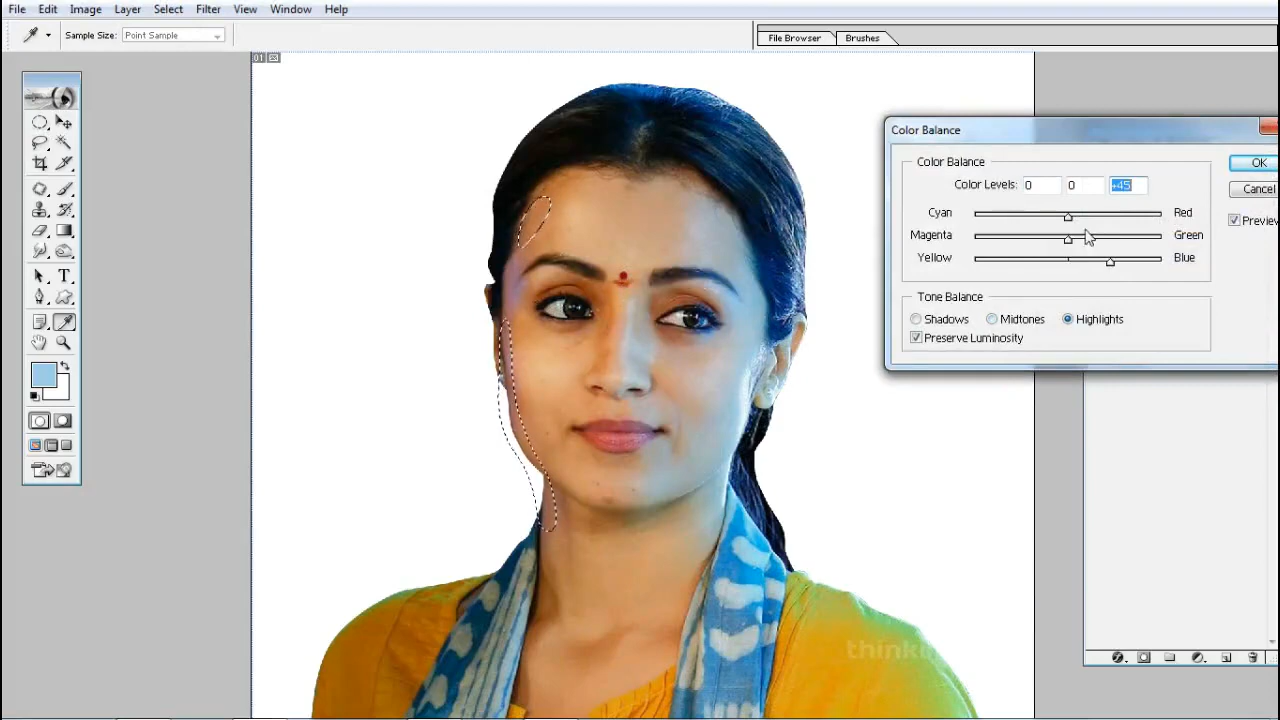 File Edit Image Layer Select Filter View Window Help
Sample Size: Point Sample
File Browser Brushes
01
Color Balance
Color Balance
Color Levels: 0 0 +45
OK
Cancel
Cyan Red
Preview
Magenta Green
Yellow Blue
Tone Balance
Shadows Midtones Highlights
Preserve Luminosity
T